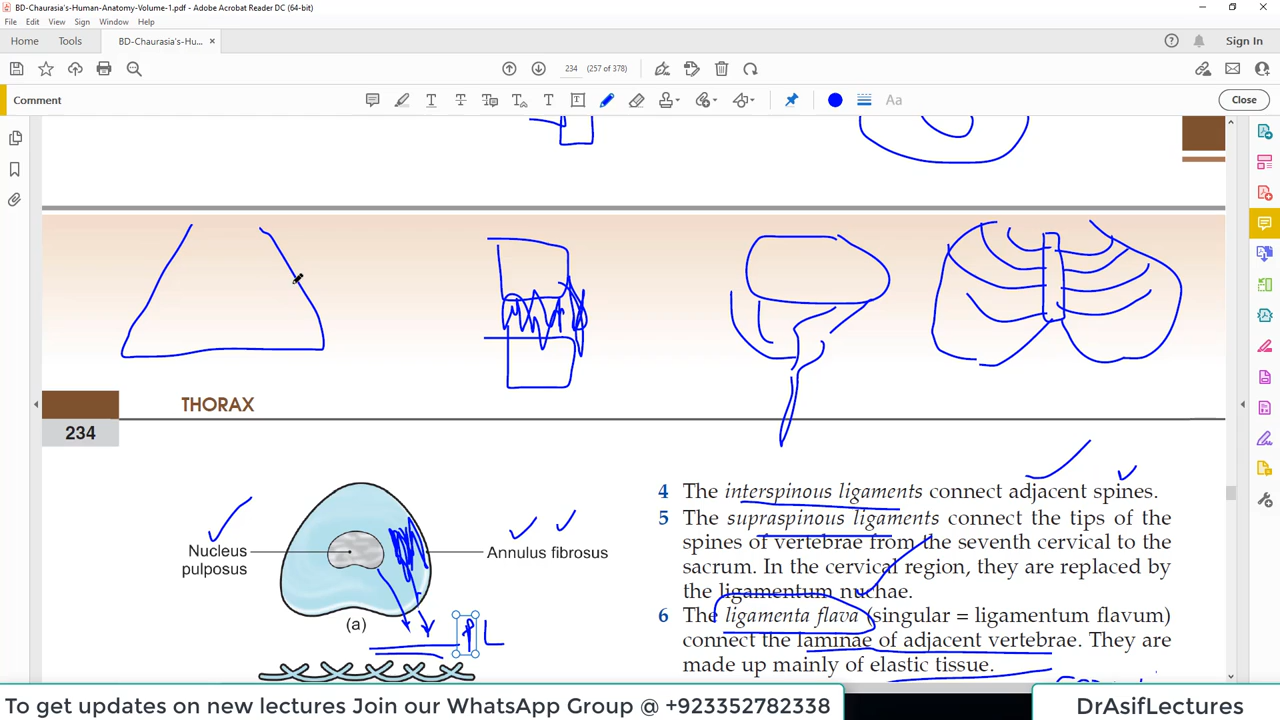 BD-Chaurasia's-Human-Anatomy-Volume-1.pdf - Adobe Acrobat Reader DC (64-bit)
File Edit View Sign Window Help
Home Tools BD-Chaurasia's-Hu... × Sign In
234 (257 of 378)
Comment Aa Close
THORAX
234
Nucleus
pulposus
Annulus fibrosus
(a)
PL
4 The interspinous ligaments connect adjacent spines.
5 The supraspinous ligaments connect the tips of the
spines of vertebrae from the seventh cervical to the
sacrum. In the cervical region, they are replaced by
the ligamentum nuchae.
6 The ligamenta flava (singular = ligamentum flavum)
connect the laminae of adjacent vertebrae. They are
made up mainly of elastic tissue.
To get updates on new lectures Join our WhatsApp Group @ +923352782338
DrAsifLectures